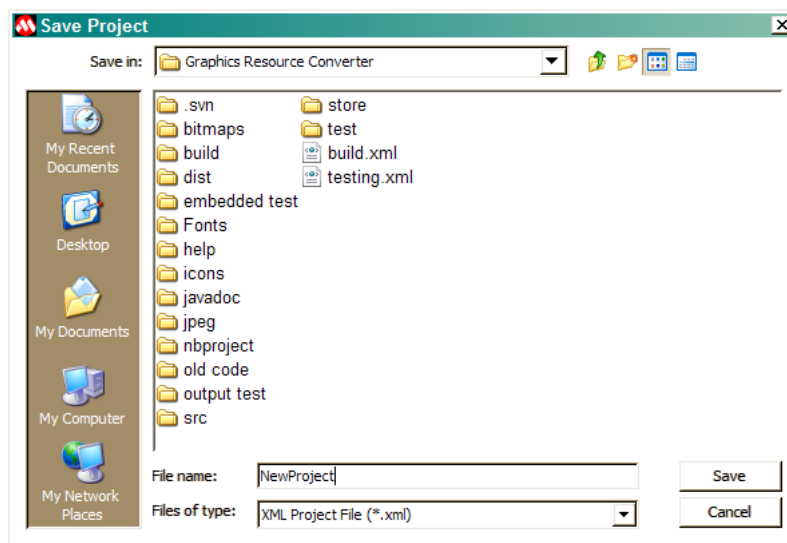 Save Project
Save in: Graphics Resource Converter
My Recent
Documents
Desktop
My Documents
My Computer
My Network
Places
.svn
bitmaps
build
dist
embedded test
Fonts
help
icons
javadoc
jpeg
nbproject
old code
output test
src
store
test
build.xml
testing.xml
File name: NewProject
Save
Files of type: XML Project File (*.xml)
Cancel